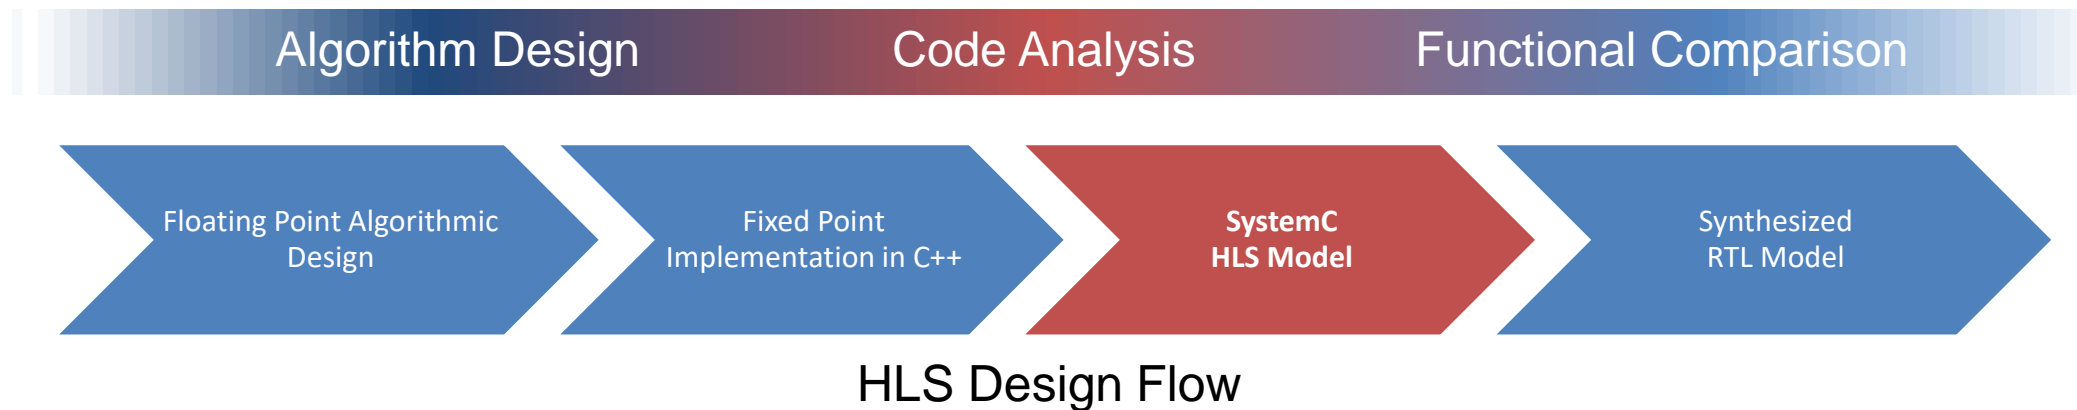 Algorithm Design
Code Analysis
Functional Comparison
Floating Point Algorithmic
Design
Fixed Point
Implementation in C++
SystemC
HLS Model
Synthesized
RTL Model
HLS Design Flow